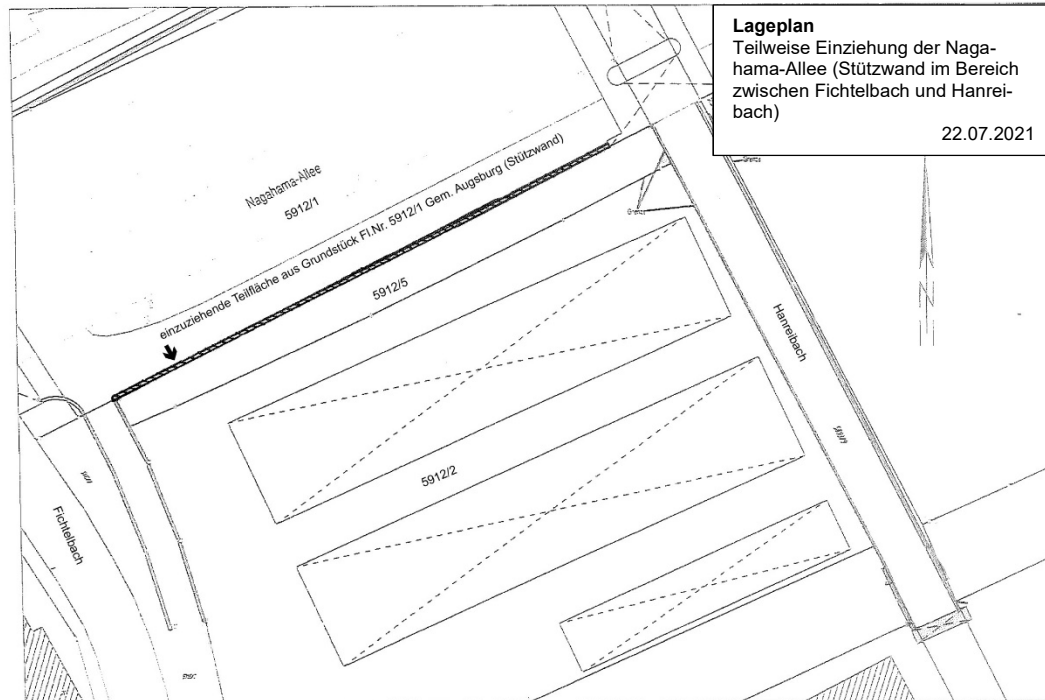 Lageplan
Teilweise Einziehung der Naga-
hama-Allee (Stützwand im Bereich
zwischen Fichtelbach und Hanrei-
bach)
22.07.2021
Nagahama-Allee
5912/1
einzuziehende Teilfläche aus Grundstück Fl.Nr. 5912/1 Gem. Augsburg (Stützwand)
5912/5
Hanreibach
N
5912/2
Fichtelbach